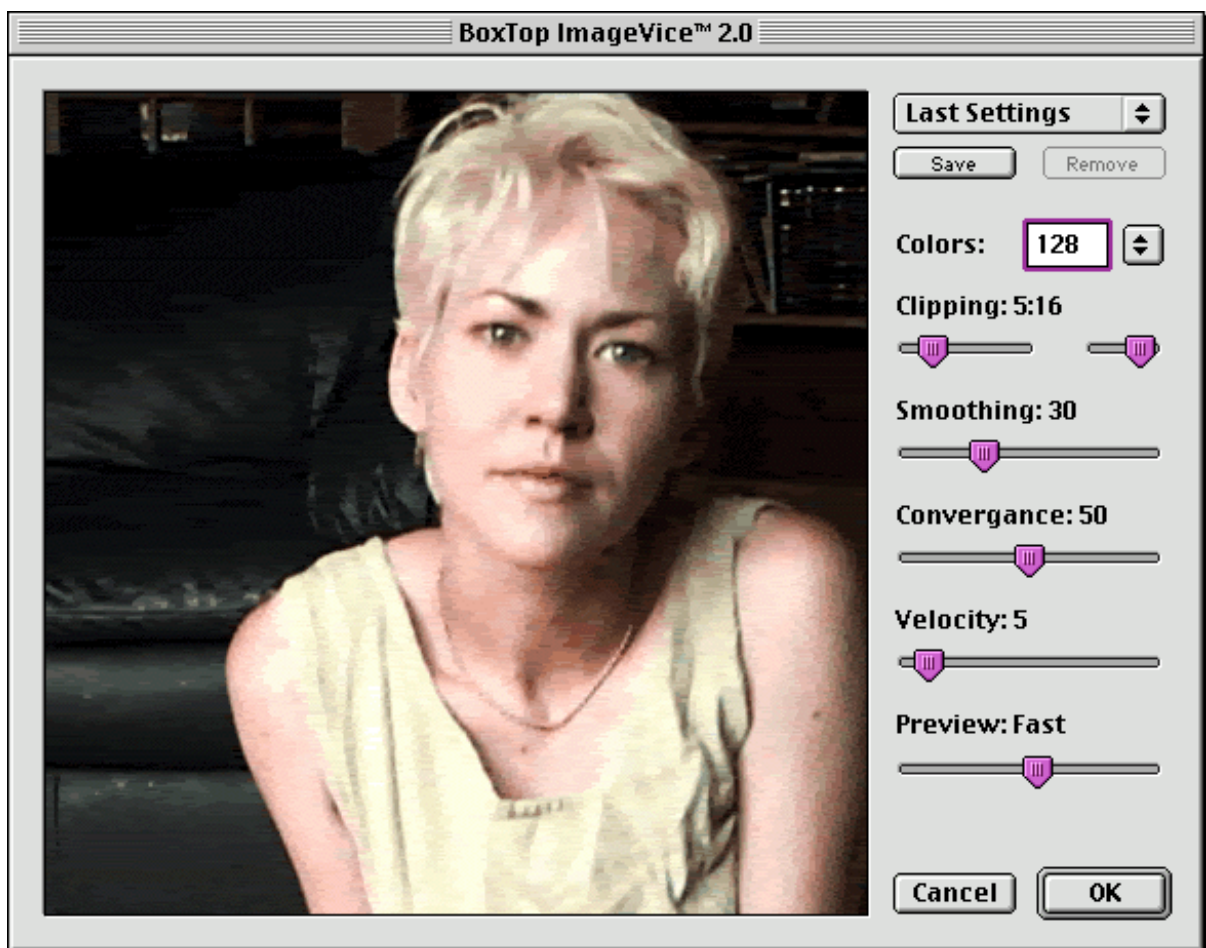 BoxTop ImageVice™ 2.0
Last Settings
Save Remove
Colors: 128
Clipping: 5:16
Smoothing: 30
Convergance: 50
Velocity: 5
Preview: Fast
Cancel OK